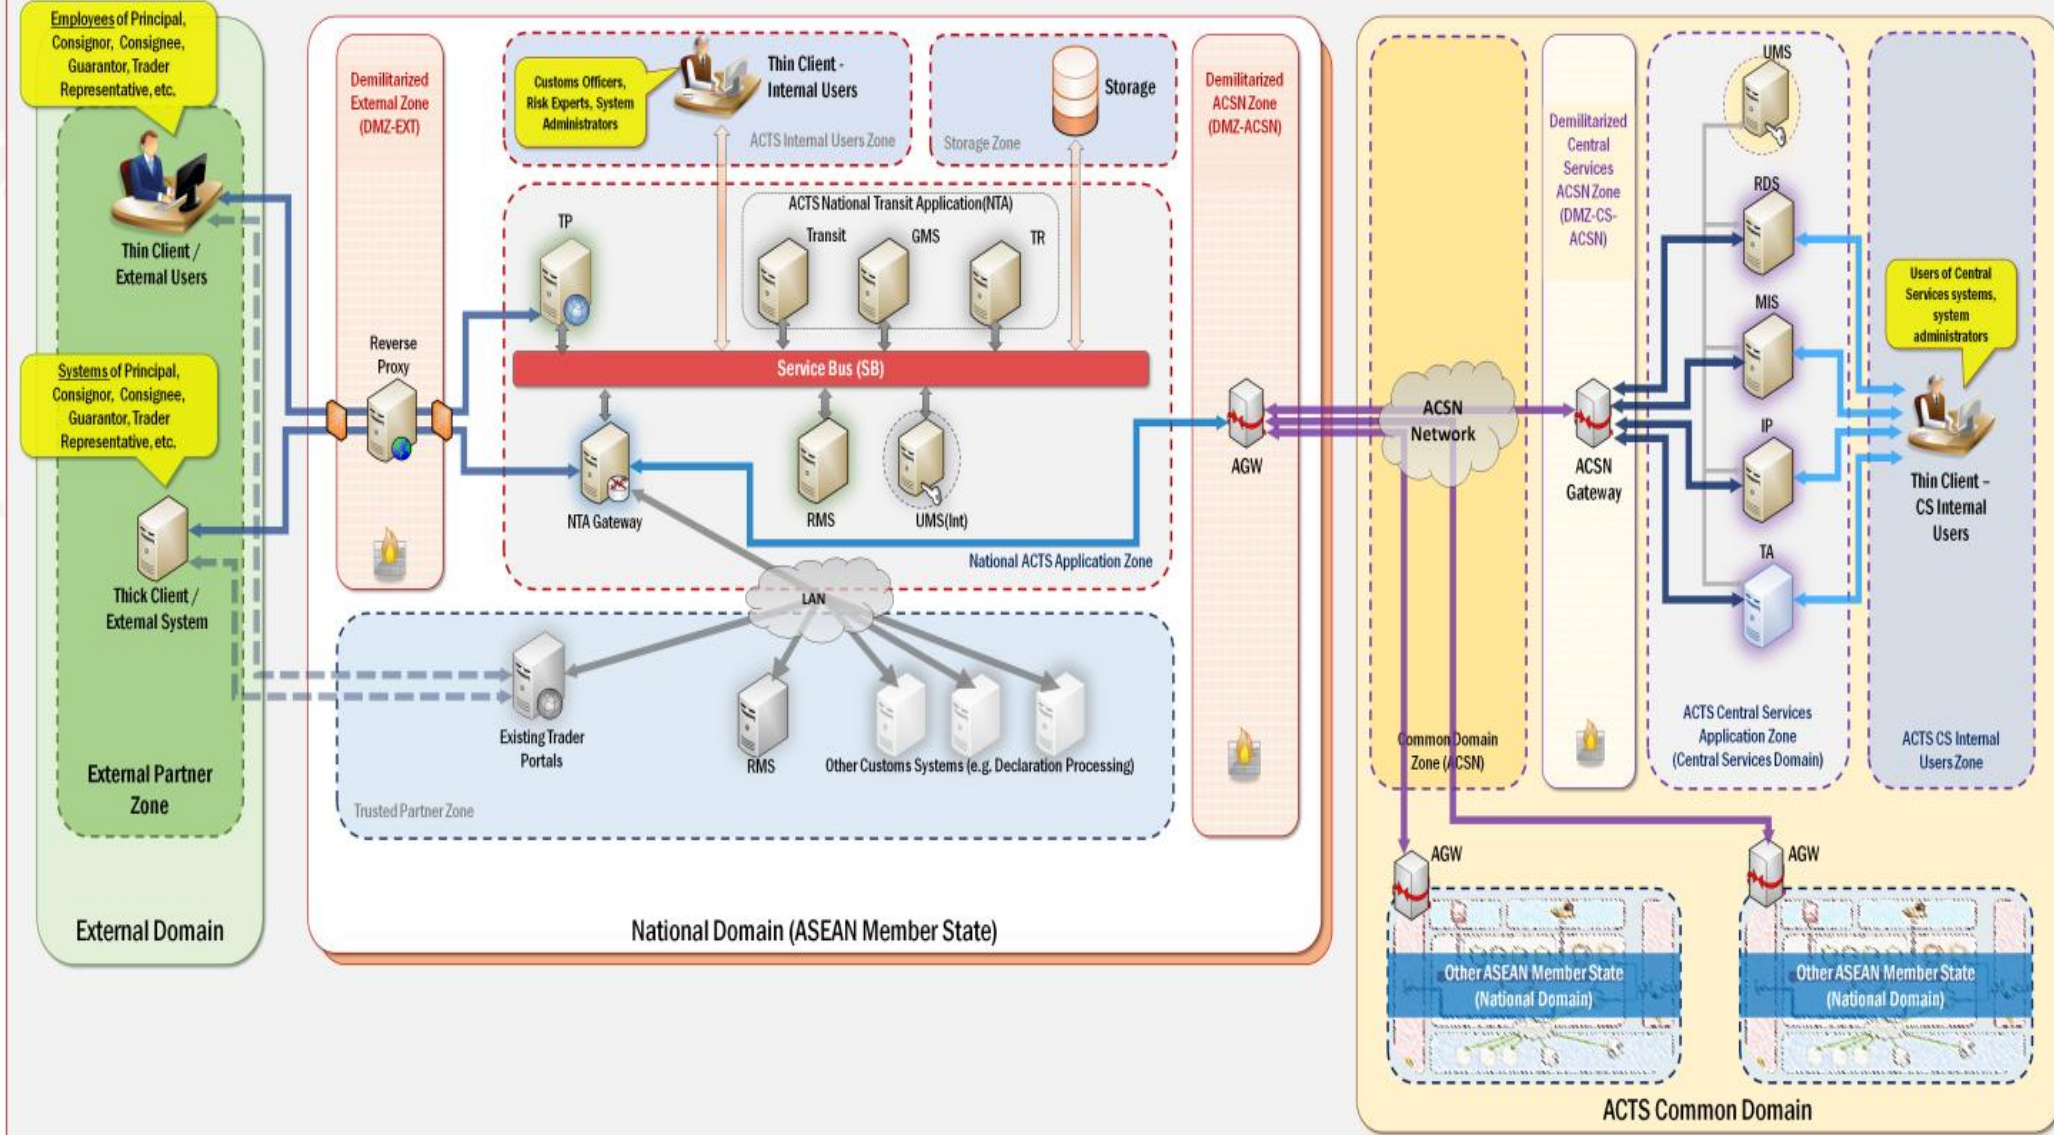 Employees of Principal,
Consignor, Consignee,
Guarantor, Trader
Representative, etc.
Thin Client /
External Users
Systems of Principal,
Consignor, Consignee,
Guarantor, Trader
Representative, etc.
Thick Client /
External System
External Partner
Zone
External Domain
Demilitarized
External Zone
(DMZ-EXT)
Reverse
Proxy
Customs Officers,
Risk Experts, System
Administrators
Thin Client -
Internal Users
ACTS Internal Users Zone
Storage
Storage Zone
TP
ACTS National Transit Application(NTA)
Transit
GMS
TR
Service Bus (SB)
NTA Gateway
RMS
UMS(Int)
National ACTS Application Zone
LAN
Existing Trader
Portals
RMS
Other Customs Systems (e.g. Declaration Processing)
Trusted Partner Zone
Demilitarized
ACSN Zone
(DMZ-ACSN)
AGW
National Domain (ASEAN Member State)
ACSN
Network
Common Domain
Zone (ACSN)
Demilitarized
Central
Services
ACSN Zone
(DMZ-CS-
ACSN)
ACSN
Gateway
UMS
RDS
MIS
IP
TA
ACTS Central Services
Application Zone
(Central Services Domain)
Users of Central
Services systems,
system
administrators
Thin Client –
CS Internal
Users
ACTS CS Internal
Users Zone
AGW
Other ASEAN Member State
(National Domain)
AGW
Other ASEAN Member State
(National Domain)
ACTS Common Domain